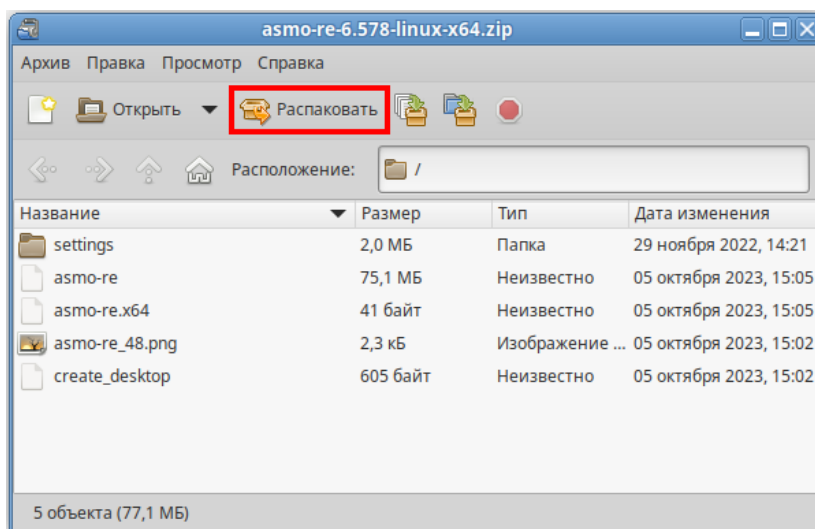 asmo-re-6.578-linux-x64.zip
Архив Правка Просмотр Справка
Открыть Распаковать
Расположение: /
Название Размер Тип Дата изменения
settings 2,0 МБ Папка 29 ноября 2022, 14:21
asmo-re 75,1 МБ Неизвестно 05 октября 2023, 15:05
asmo-re.x64 41 байт Неизвестно 05 октября 2023, 15:05
asmo-re_48.png 2,3 кБ Изображение ... 05 октября 2023, 15:02
create_desktop 605 байт Неизвестно 05 октября 2023, 15:02
5 объекта (77,1 МБ)